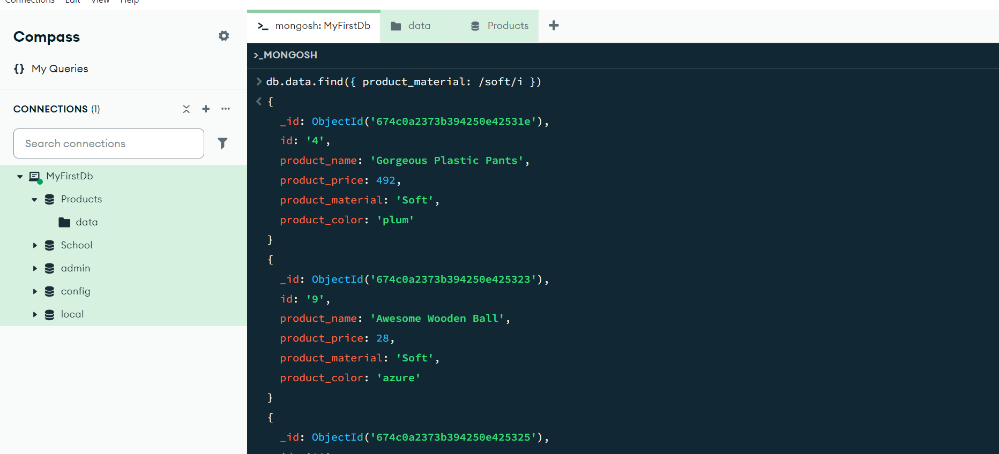 Connections Edit View Help
Compass
{} My Queries
CONNECTIONS (1)
Search connections
MyFirstDb
Products
data
School
admin
config
local
>_ mongosh: MyFirstDb data Products +
>_MONGOSH
> db.data.find({ product_material: /soft/i })
< {
_id: ObjectId('674c0a2373b394250e42531e'),
id: '4',
product_name: 'Gorgeous Plastic Pants',
product_price: 492,
product_material: 'Soft',
product_color: 'plum'
}
{
_id: ObjectId('674c0a2373b394250e425323'),
id: '9',
product_name: 'Awesome Wooden Ball',
product_price: 28,
product_material: 'Soft',
product_color: 'azure'
}
{
_id: ObjectId('674c0a2373b394250e425325'),